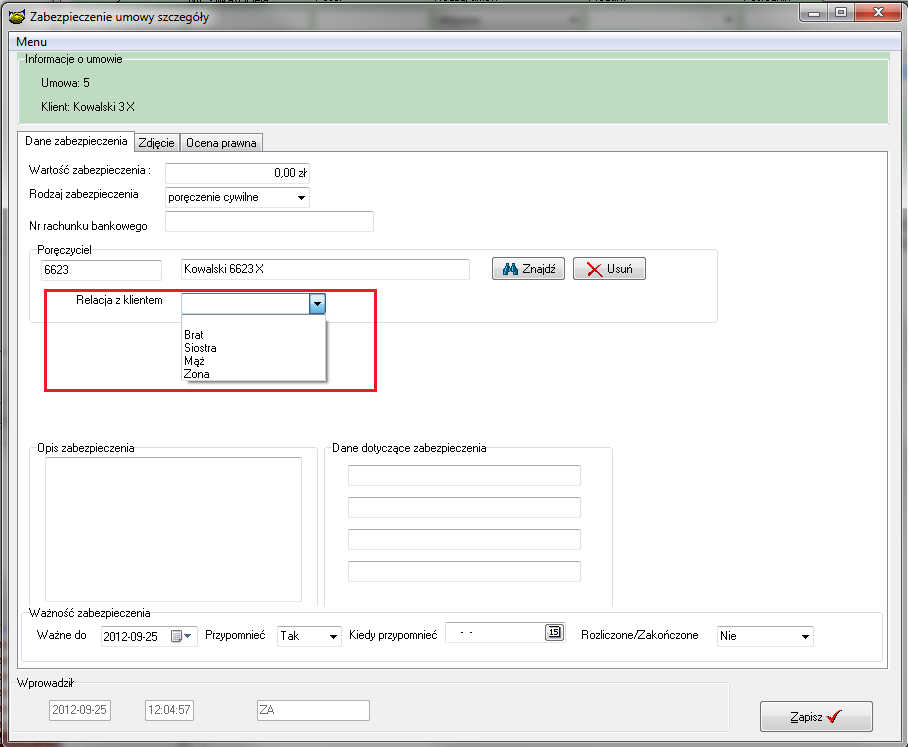 Zabezpieczenie umowy szczegóły
Menu
Informacje o umowie
Umowa: 5
Klient: Kowalski 3 X
Dane zabezpieczenia Zdjęcie Ocena prawna
Wartość zabezpieczenia : 0,00 zł
Rodzaj zabezpieczenia poręczenie cywilne
Nr rachunku bankowego
Poręczyciel
6623 Kowalski 6623 X Znajdź Usuń
Relacja z klientem
Brat
Siostra
Mąż
Zona
Opis zabezpieczenia Dane dotyczące zabezpieczenia
Ważność zabezpieczenia
Ważne do 2012-09-25 Przypomnieć Tak Kiedy przypomnieć - - 15 Rozliczone/Zakończone Nie
Wprowadził
2012-09-25 12:04:57 ZA Zapisz